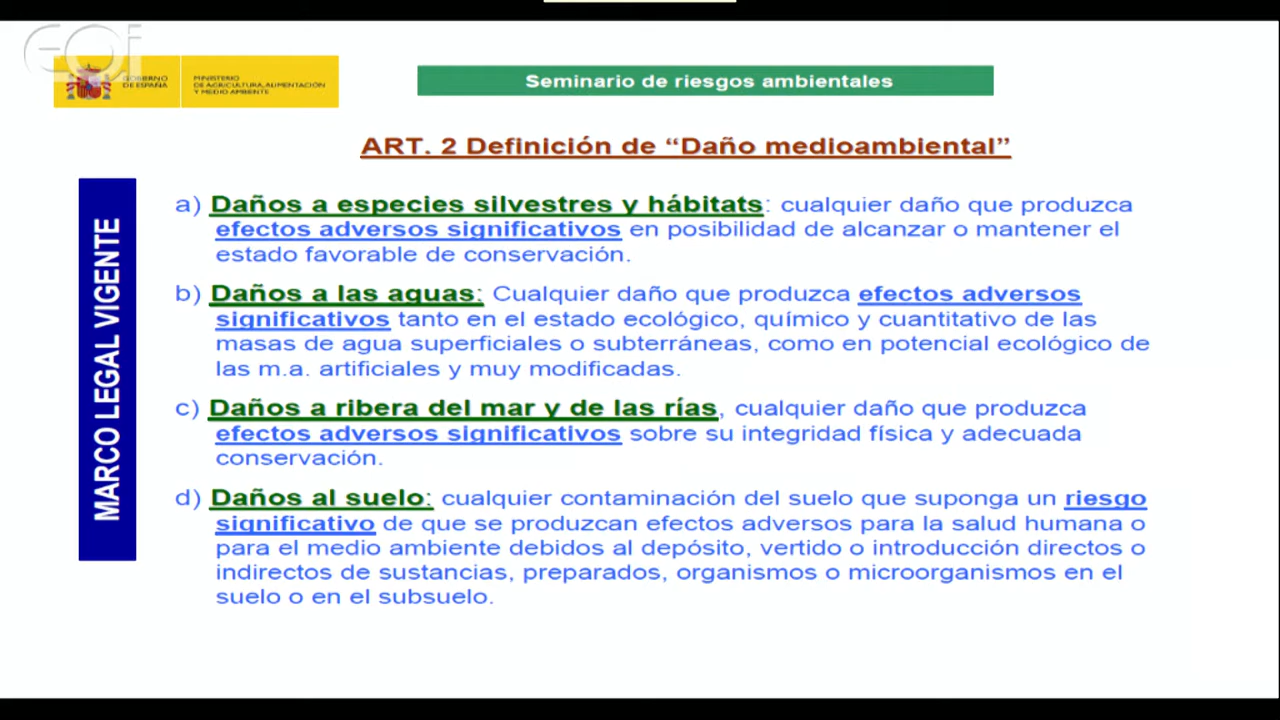 eoi
GOBIERNO
DE ESPAÑA
MINISTERIO
DE AGRICULTURA, ALIMENTACIÓN
Y MEDIO AMBIENTE
Seminario de riesgos ambientales
ART. 2 Definición de “Daño medioambiental”
MARCO LEGAL VIGENTE
a) Daños a especies silvestres y hábitats: cualquier daño que produzca
efectos adversos significativos en posibilidad de alcanzar o mantener el
estado favorable de conservación.
b) Daños a las aguas: Cualquier daño que produzca efectos adversos
significativos tanto en el estado ecológico, químico y cuantitativo de las
masas de agua superficiales o subterráneas, como en potencial ecológico de
las m.a. artificiales y muy modificadas.
c) Daños a ribera del mar y de las rías, cualquier daño que produzca
efectos adversos significativos sobre su integridad física y adecuada
conservación.
d) Daños al suelo: cualquier contaminación del suelo que suponga un riesgo
significativo de que se produzcan efectos adversos para la salud humana o
para el medio ambiente debidos al depósito, vertido o introducción directos o
indirectos de sustancias, preparados, organismos o microorganismos en el
suelo o en el subsuelo.